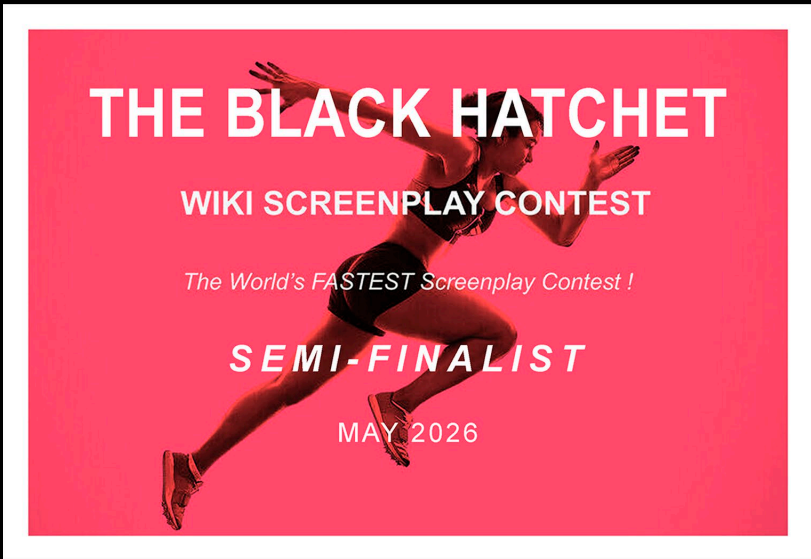 THE BLACK HATCHET
WIKI SCREENPLAY CONTEST
The World's FASTEST Screenplay Contest !
SEMI-FINALIST
MAY 2026